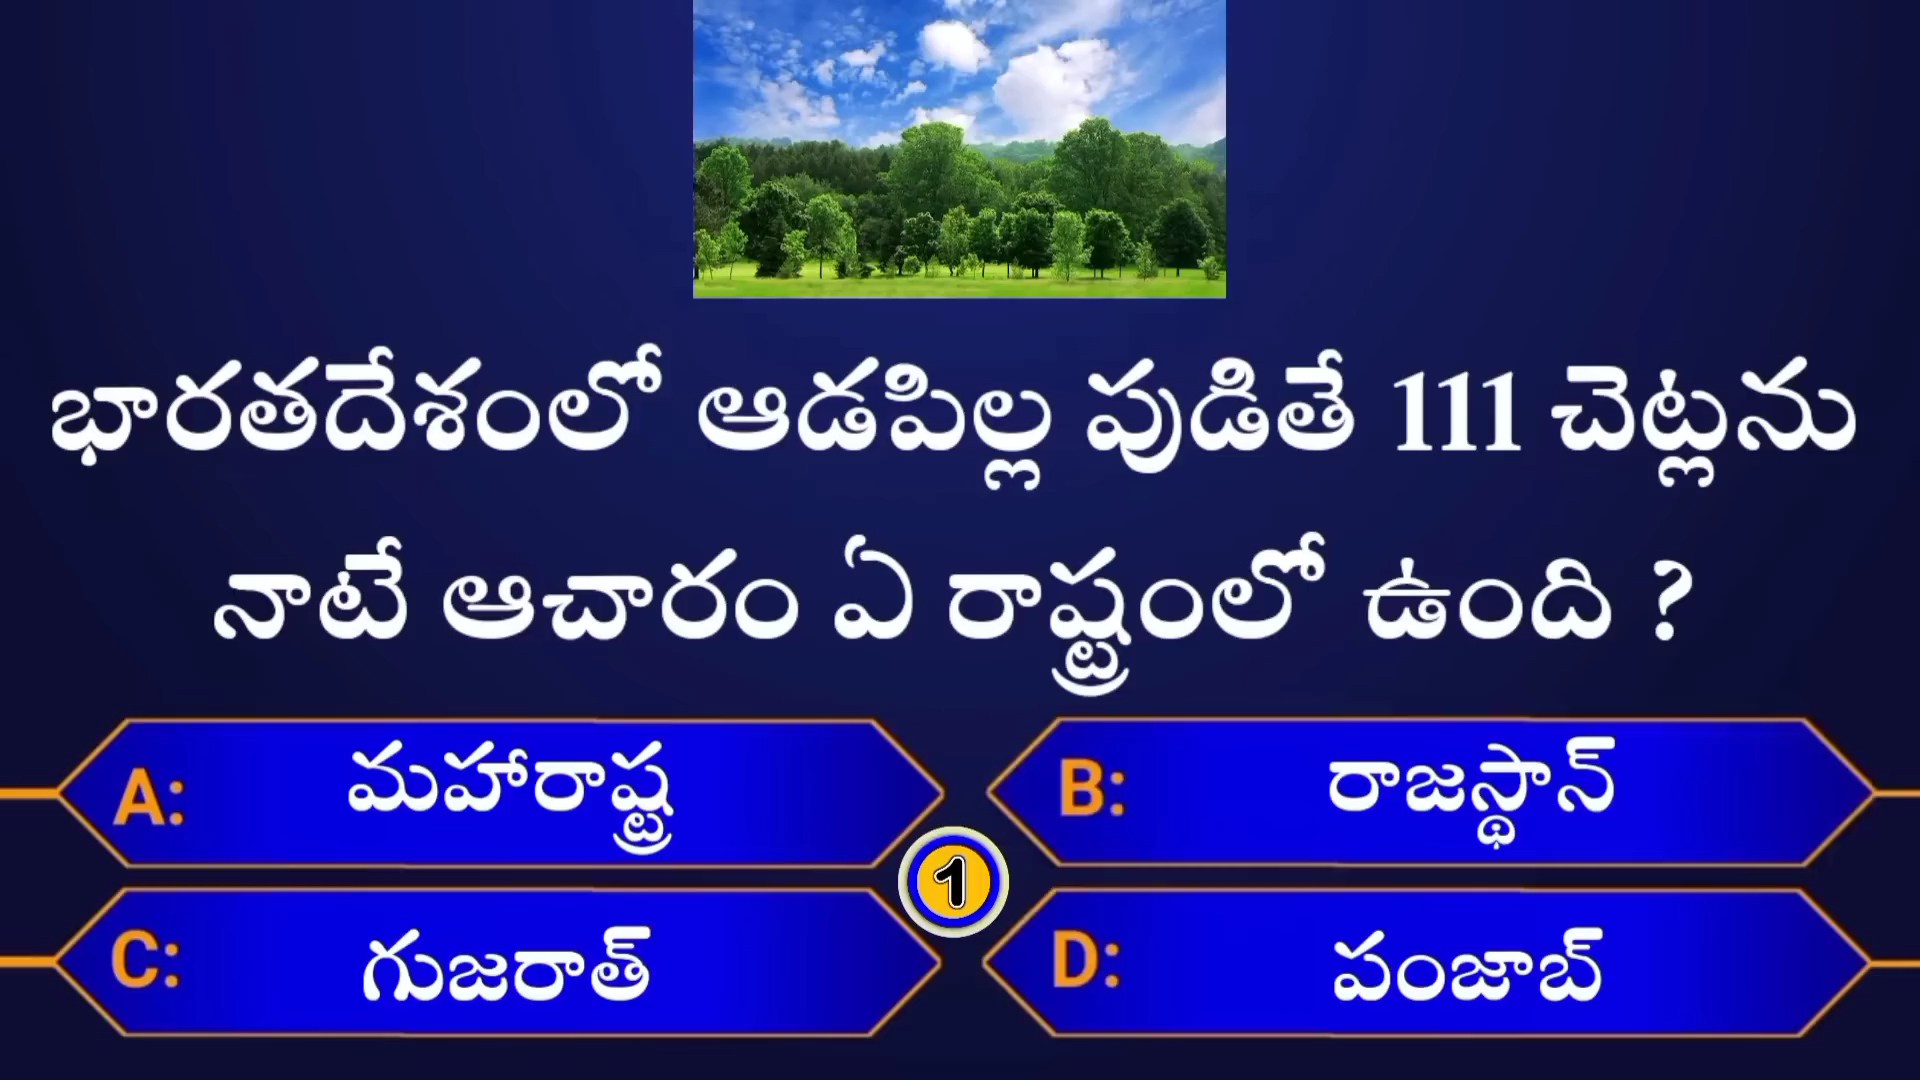 భారతదేశంలో ఆడపిల్ల పుడితే 111 చెట్లను
నాటే ఆచారం ఏ రాష్ట్రంలో ఉంది ?
A: మహారాష్ట్ర
B: రాజస్థాన్
1
C: గుజరాత్
D: పంజాబ్